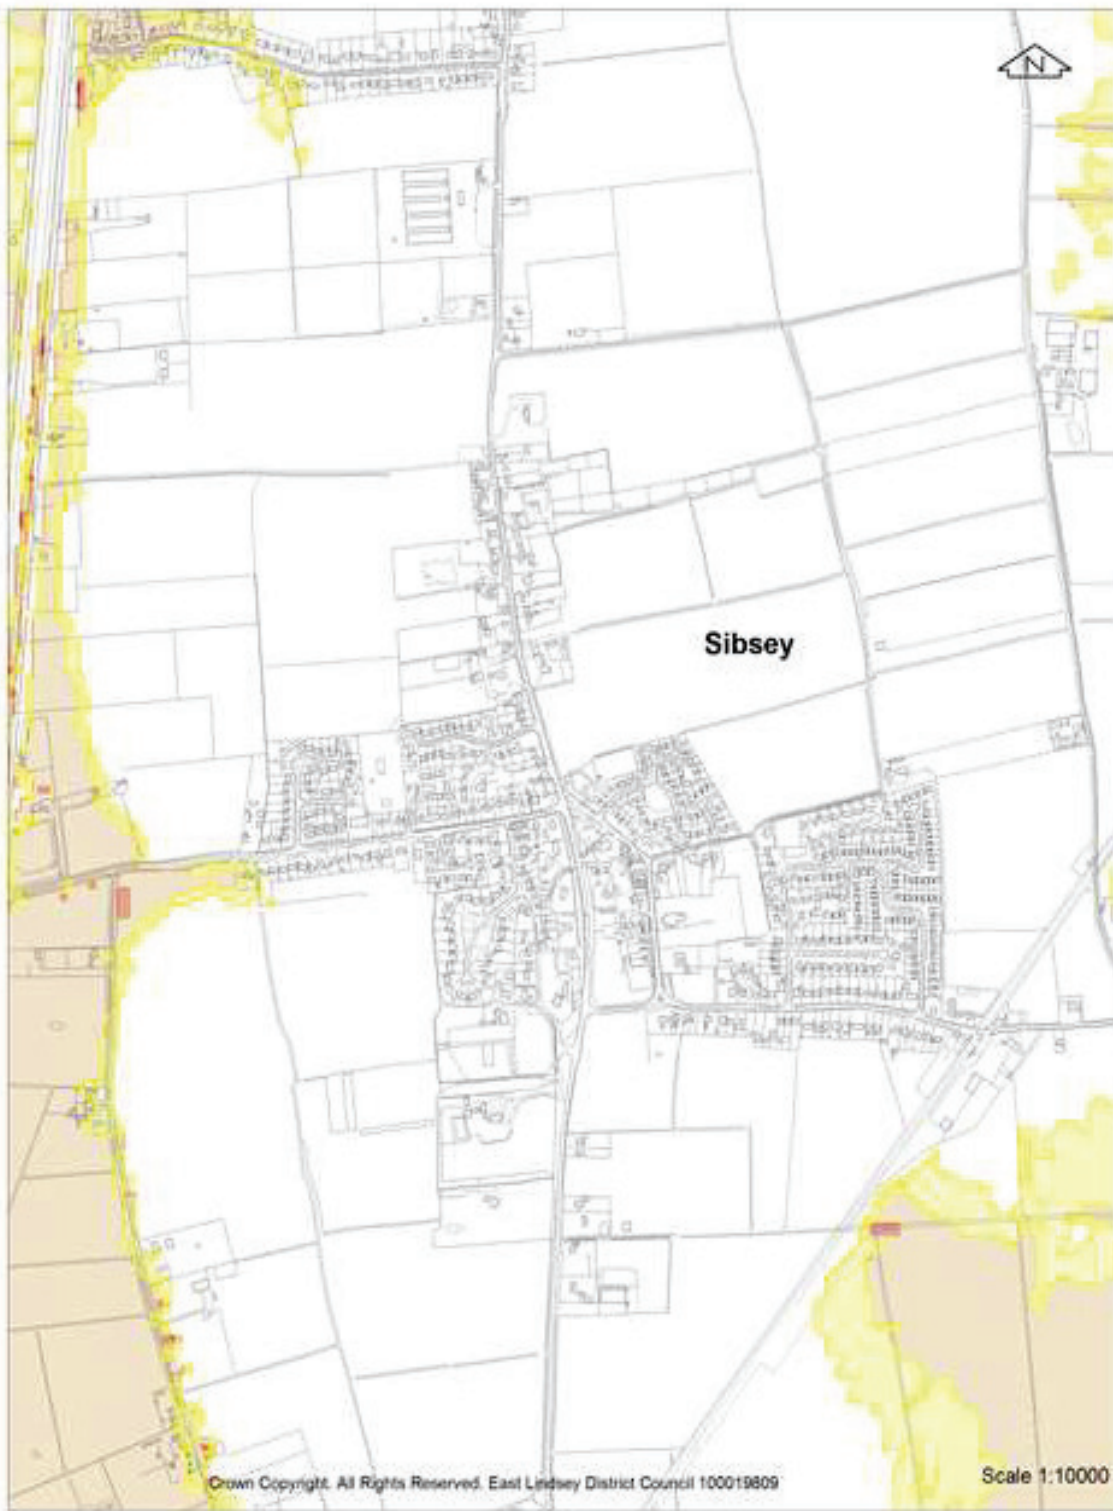 N
Sibsey
Crown Copyright. All Rights Reserved. East Lindsey District Council 100019809
Scale 1:10000